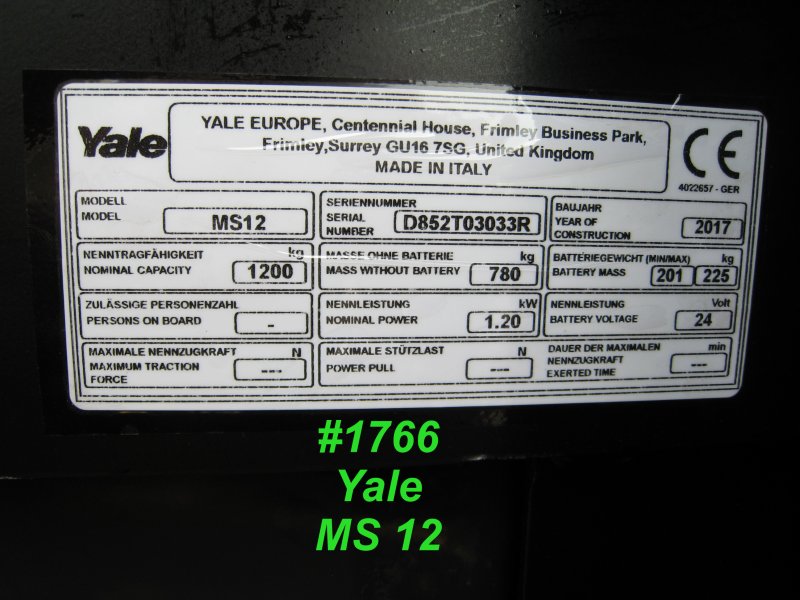 Yale
YALE EUROPE, Centennial House, Frimley Business Park,
Frimley,Surrey GU16 7SG, United Kingdom
MADE IN ITALY
CE
4022657 - GER
MODELL
MODEL
MS12
SERIENNUMMER
SERIAL
NUMBER
D852T03033R
BAUJAHR
YEAR OF
CONSTRUCTION
2017
NENNTRAGFÄHIGKEIT kg
NOMINAL CAPACITY
1200
MASSE OHNE BATTERIE kg
MASS WITHOUT BATTERY
780
BATTERIEGEWICHT (MIN/MAX) kg
BATTERY MASS
201 225
ZULÄSSIGE PERSONENZAHL
PERSONS ON BOARD
-
NENNLEISTUNG kW
NOMINAL POWER
1.20
NENNLEISTUNG Volt
BATTERY VOLTAGE
24
MAXIMALE NENNZUGKRAFT N
MAXIMUM TRACTION
FORCE
---
MAXIMALE STÜTZLAST N
POWER PULL
---
DAUER DER MAXIMALEN min
NENNZUGKRAFT
EXERTED TIME
---
#1766
Yale
MS 12